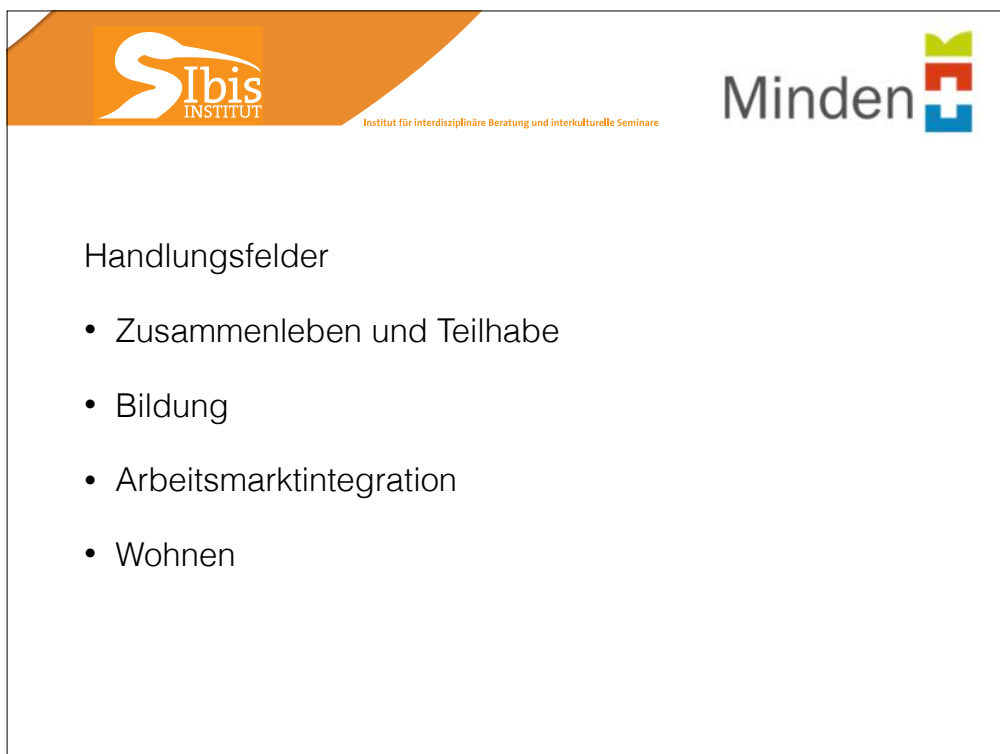 Ibis
INSTITUT
Institut für interdisziplinäre Beratung und interkulturelle Seminare
Minden
Handlungsfelder
• Zusammenleben und Teilhabe
• Bildung
• Arbeitsmarktintegration
• Wohnen